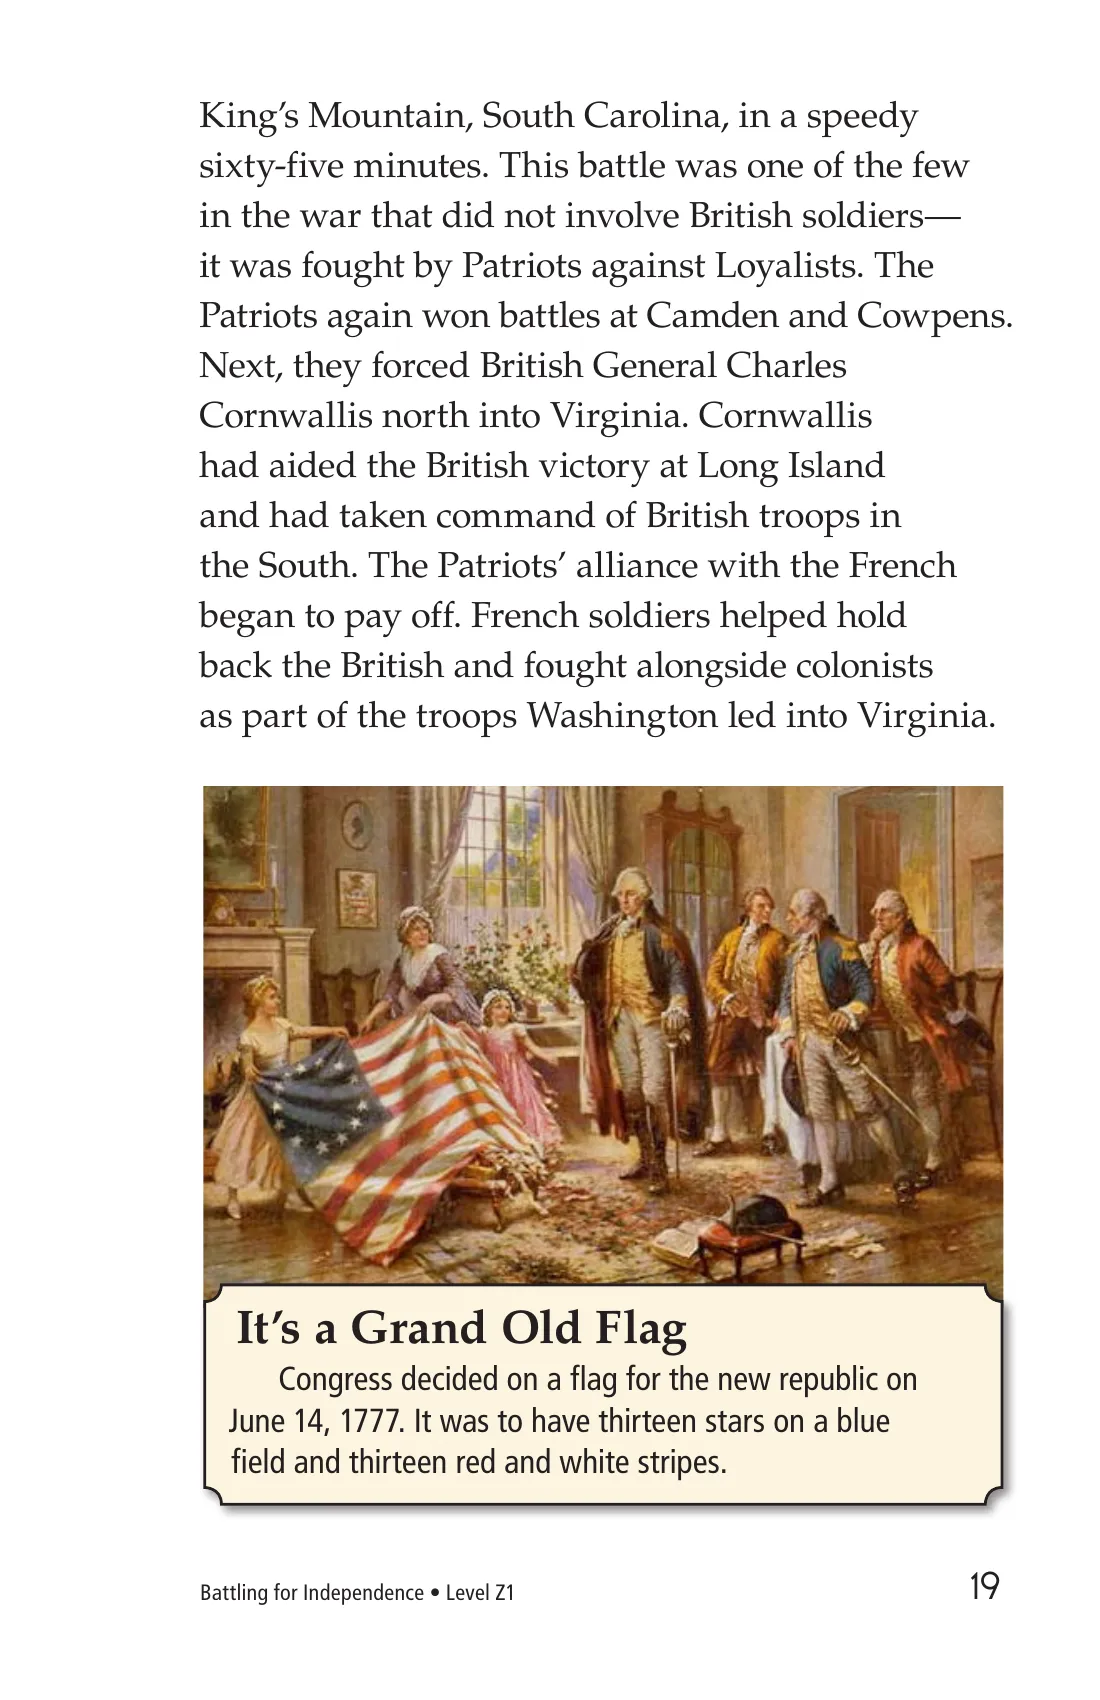 King’s Mountain, South Carolina, in a speedy
sixty-five minutes. This battle was one of the few
in the war that did not involve British soldiers—
it was fought by Patriots against Loyalists. The
Patriots again won battles at Camden and Cowpens.
Next, they forced British General Charles
Cornwallis north into Virginia. Cornwallis
had aided the British victory at Long Island
and had taken command of British troops in
the South. The Patriots’ alliance with the French
began to pay off. French soldiers helped hold
back the British and fought alongside colonists
as part of the troops Washington led into Virginia.
It’s a Grand Old Flag
Congress decided on a flag for the new republic on
June 14, 1777. It was to have thirteen stars on a blue
field and thirteen red and white stripes.
Battling for Independence • Level Z1
19